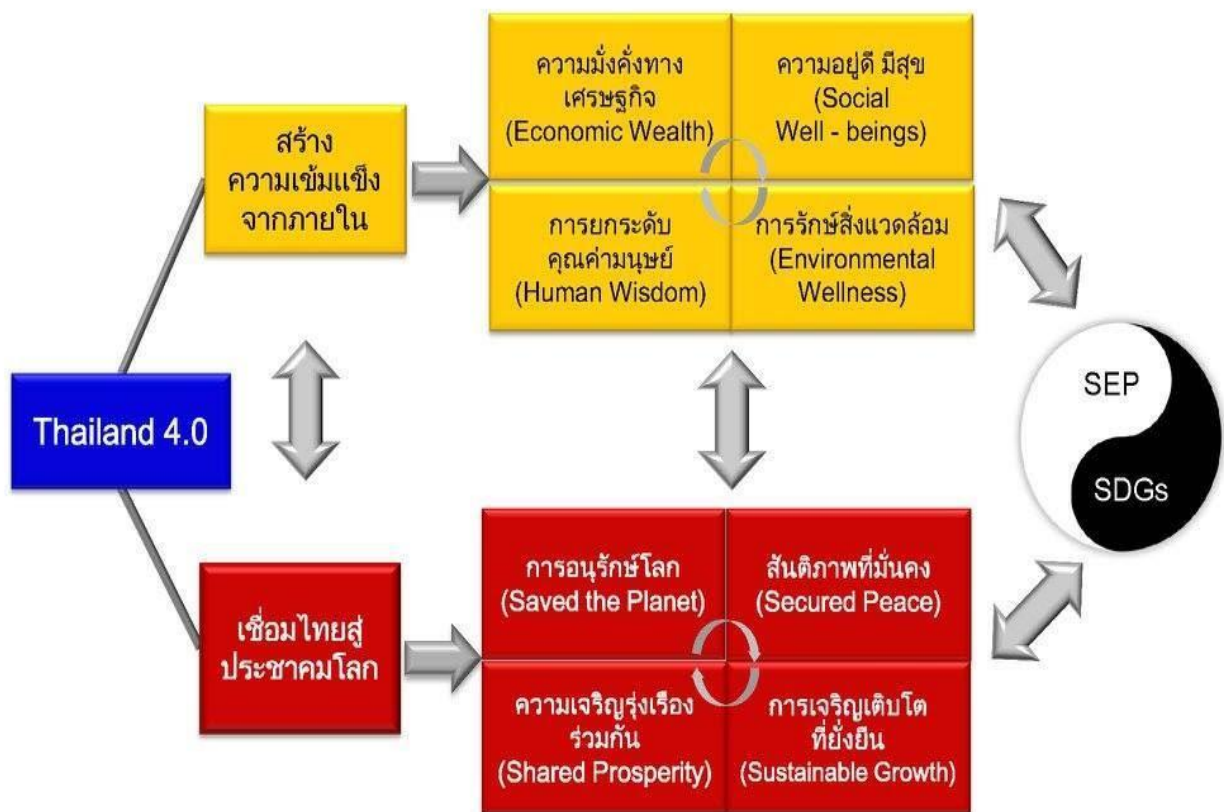 ความมั่งคั่งทาง
เศรษฐกิจ
(Economic Wealth)
ความอยู่ดี มีสุข
(Social
Well - beings)
สร้าง
ความเข้มแข็ง
จากภายใน
การยกระดับ
คุณค่ามนุษย์
(Human Wisdom)
การรักษ์สิ่งแวดล้อม
(Environmental
Wellness)
Thailand 4.0
SEP
SDGs
เชื่อมไทยสู่
ประชาคมโลก
การอนุรักษ์โลก
(Saved the Planet)
สันติภาพที่มั่นคง
(Secured Peace)
ความเจริญรุ่งเรือง
ร่วมกัน
(Shared Prosperity)
การเจริญเติบโต
ที่ยั่งยืน
(Sustainable Growth)